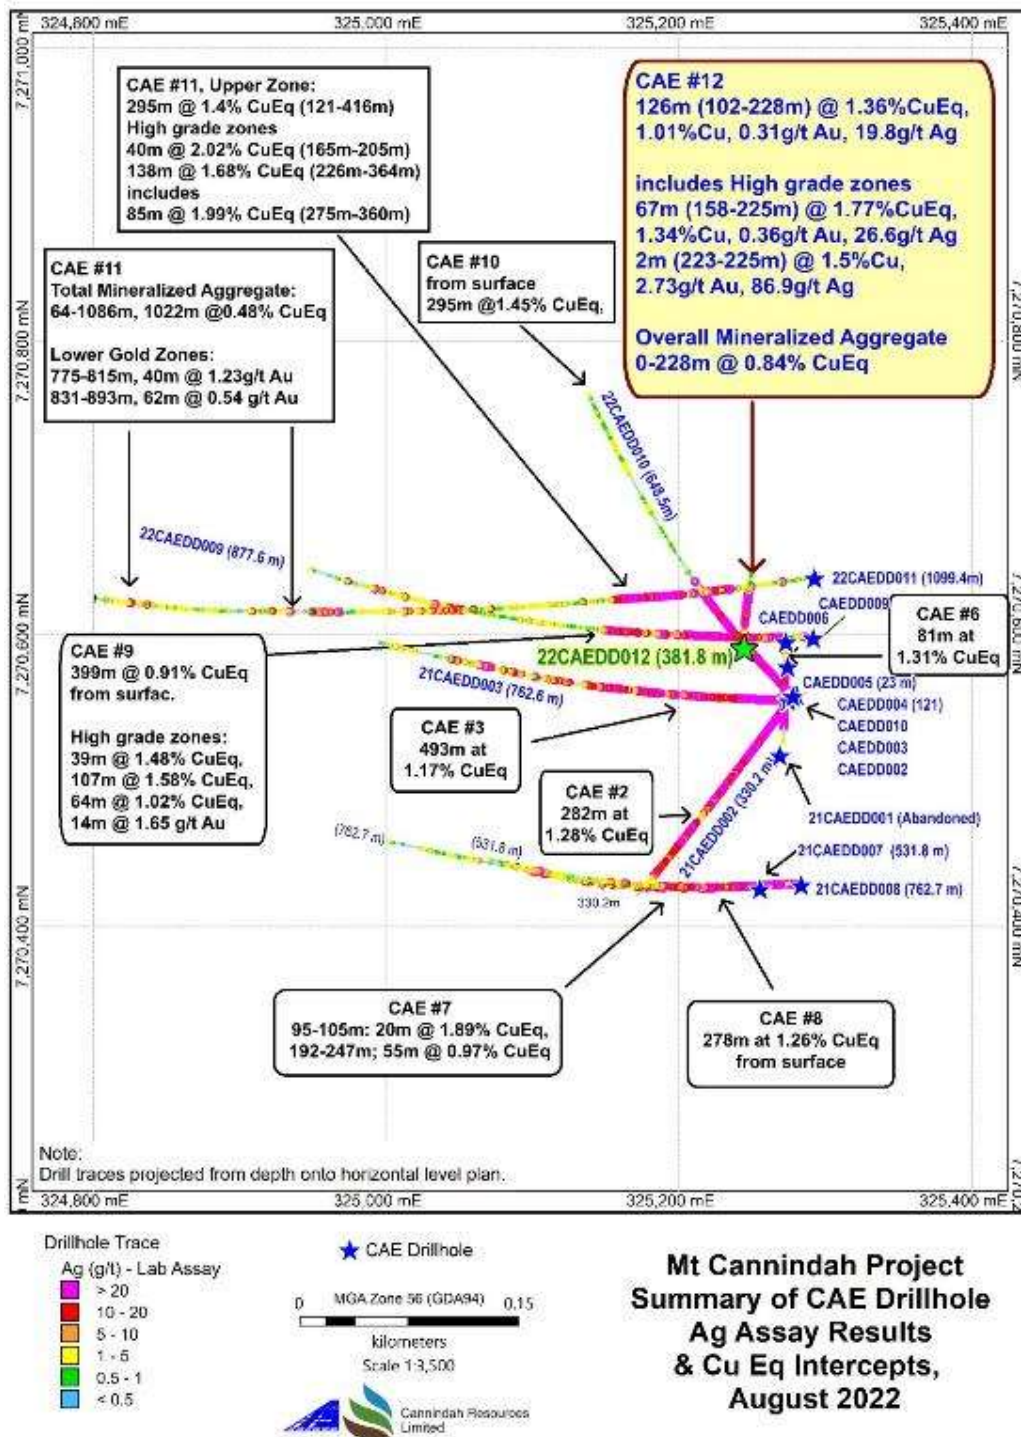 324,800 mE
325,000 mE
325,200 mE
325,400 mE
7,271,000 mN
CAE #11, Upper Zone:
295m @ 1.4% CuEq (121-416m)
High grade zones
40m @ 2.02% CuEq (165m-205m)
138m @ 1.68% CuEq (226m-364m)
includes
85m @ 1.99% CuEq (275m-360m)
CAE #12
126m (102-228m) @ 1.36%CuEq,
1.01%Cu, 0.31g/t Au, 19.8g/t Ag
includes High grade zones
67m (158-225m) @ 1.77%CuEq,
1.34%Cu, 0.36g/t Au, 26.6g/t Ag
2m (223-225m) @ 1.5%Cu,
2.73g/t Au, 86.9g/t Ag
Overall Mineralized Aggregate
0-228m @ 0.84% CuEq
CAE #10
from surface
295m @1.45% CuEq,
CAE #11
Total Mineralized Aggregate:
64-1086m, 1022m @0.48% CuEq
Lower Gold Zones:
775-815m, 40m @ 1.23g/t Au
831-893m, 62m @ 0.54 g/t Au
7,270,800 mN
7,270,800 mN
22CAEDD010 (648.5m)
22CAEDD009 (877.6 m)
22CAEDD011 (1099.4m)
CAEDD009
CAEDD006
7,270,600 mN
7,270,600 mN
CAE #6
81m at
1.31% CuEq
22CAEDD012 (381.8 m)
CAE #9
399m @ 0.91% CuEq
from surfac.
High grade zones:
39m @ 1.48% CuEq,
107m @ 1.58% CuEq,
64m @ 1.02% CuEq,
14m @ 1.65 g/t Au
21CAEDD003 (762.6 m)
CAEDD005 (23 m)
CAEDD004 (121)
CAEDD010
CAEDD003
CAEDD002
CAE #3
493m at
1.17% CuEq
CAE #2
282m at
1.28% CuEq
21CAEDD002 (330.2 m)
21CAEDD001 (Abandoned)
(762.7 m)
(531.8 m)
330.2m
21CAEDD007 (531.8 m)
21CAEDD008 (762.7 m)
7,270,400 mN
7,270,400 mN
CAE #7
95-105m: 20m @ 1.89% CuEq,
192-247m; 55m @ 0.97% CuEq
CAE #8
278m at 1.26% CuEq
from surface
Note:
Drill traces projected from depth onto horizontal level plan.
mN
7,270,2
324,800 mE
325,000 mE
325,200 mE
325,400 mE
Drillhole Trace
Ag (g/t) - Lab Assay
> 20
10 - 20
5 - 10
1 - 5
0.5 - 1
< 0.5
CAE Drillhole
0 MGA Zone 56 (GDA94) 0.15
kilometers
Scale 1:3,500
Cannindah Resources
Limited
Mt Cannindah Project
Summary of CAE Drillhole
Ag Assay Results
& Cu Eq Intercepts,
August 2022